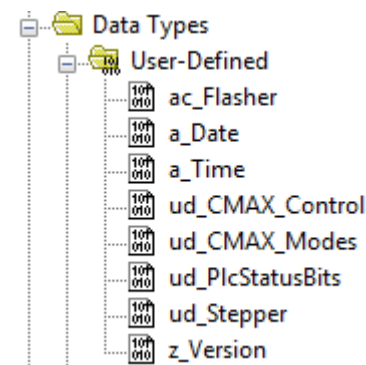 Data Types
User-Defined
ac_Flasher
a_Date
a_Time
ud_CMAX_Control
ud_CMAX_Modes
ud_PlcStatusBits
ud_Stepper
z_Version